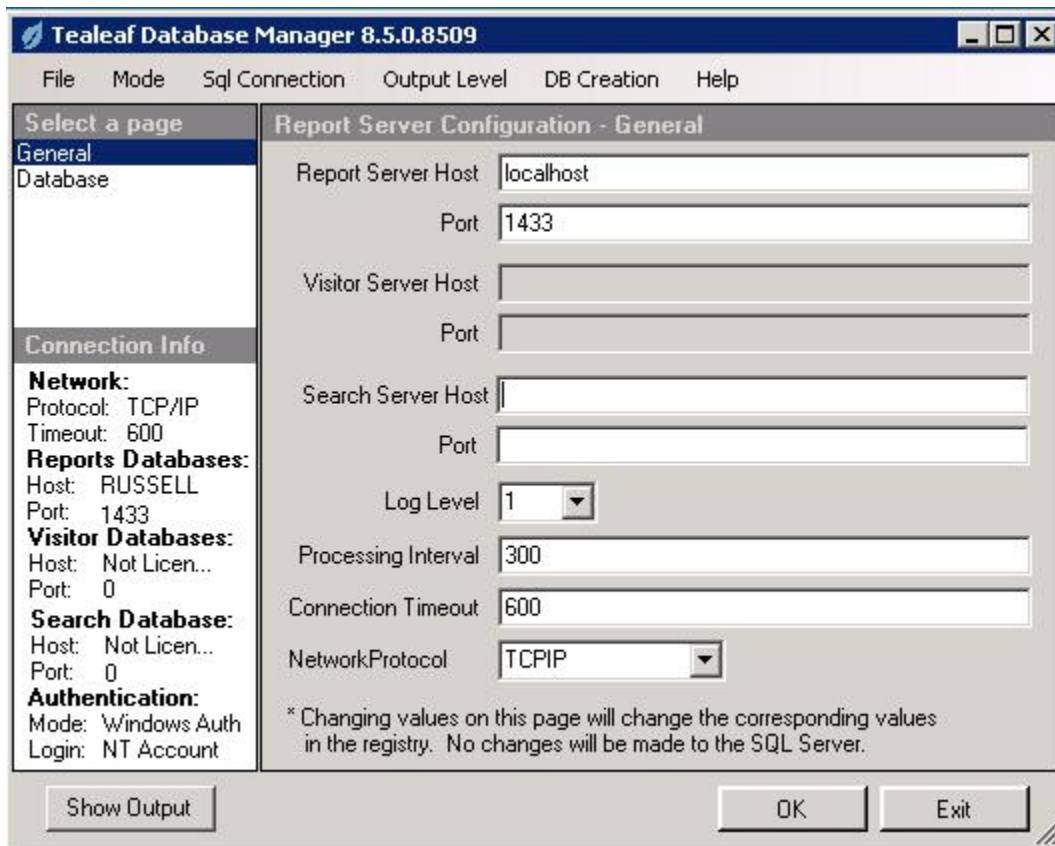 Tealeaf Database Manager 8.5.0.8509
File Mode Sql Connection Output Level DB Creation Help
Select a page
General
Database
Connection Info
Network:
Protocol: TCP/IP
Timeout: 600
Reports Databases:
Host: RUSSELL
Port: 1433
Visitor Databases:
Host: Not Licen...
Port: 0
Search Database:
Host: Not Licen...
Port: 0
Authentication:
Mode: Windows Auth
Login: NT Account
Report Server Configuration - General
Report Server Host localhost
Port 1433
Visitor Server Host
Port
Search Server Host
Port
Log Level 1
Processing Interval 300
Connection Timeout 600
NetworkProtocol TCPIP
* Changing values on this page will change the corresponding values
in the registry. No changes will be made to the SQL Server.
Show Output OK Exit